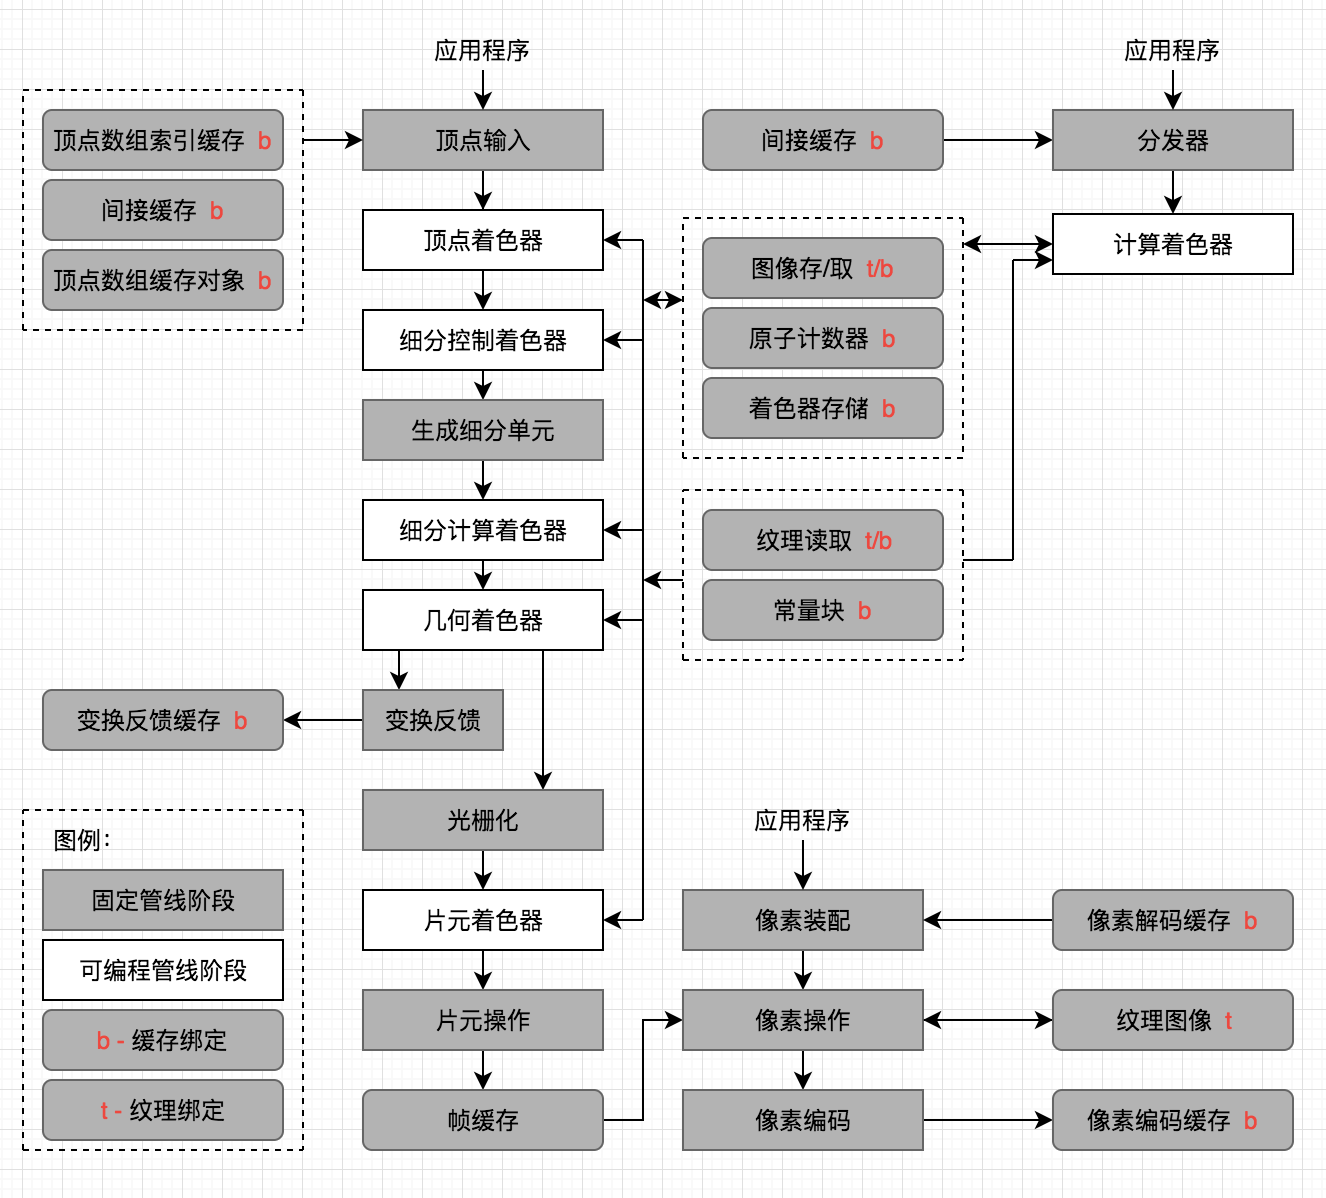 应用程序
应用程序
顶点数组索引缓存 b
顶点输入
间接缓存 b
分发器
间接缓存 b
顶点着色器
计算着色器
顶点数组缓存对象 b
图像存/取 t/b
细分控制着色器
原子计数器 b
生成细分单元
着色器存储 b
细分计算着色器
纹理读取 t/b
几何着色器
常量块 b
变换反馈缓存 b
变换反馈
光栅化
应用程序
图例：
固定管线阶段
片元着色器
像素装配
像素解码缓存 b
可编程管线阶段
片元操作
像素操作
纹理图像 t
b - 缓存绑定
t - 纹理绑定
帧缓存
像素编码
像素编码缓存 b